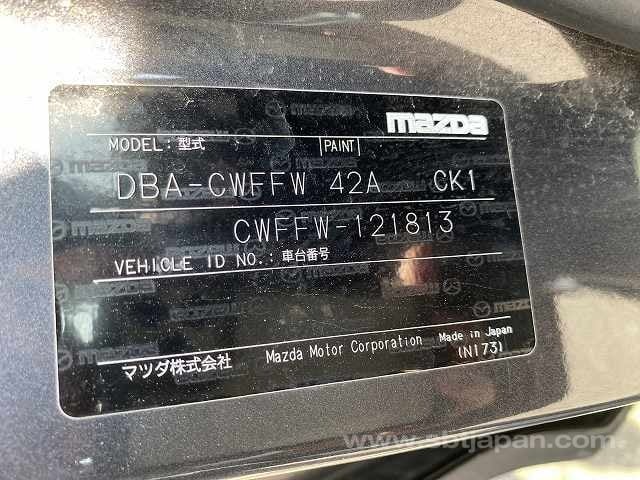 mazda
MODEL: 型式 PAINT
DBA-CWFFW 42A CK1
CWFFW-121813
VEHICLE ID NO.: 車台番号
マツダ株式会社 Mazda Motor Corporation Made in Japan
(N173)
www.sbtjapan.com